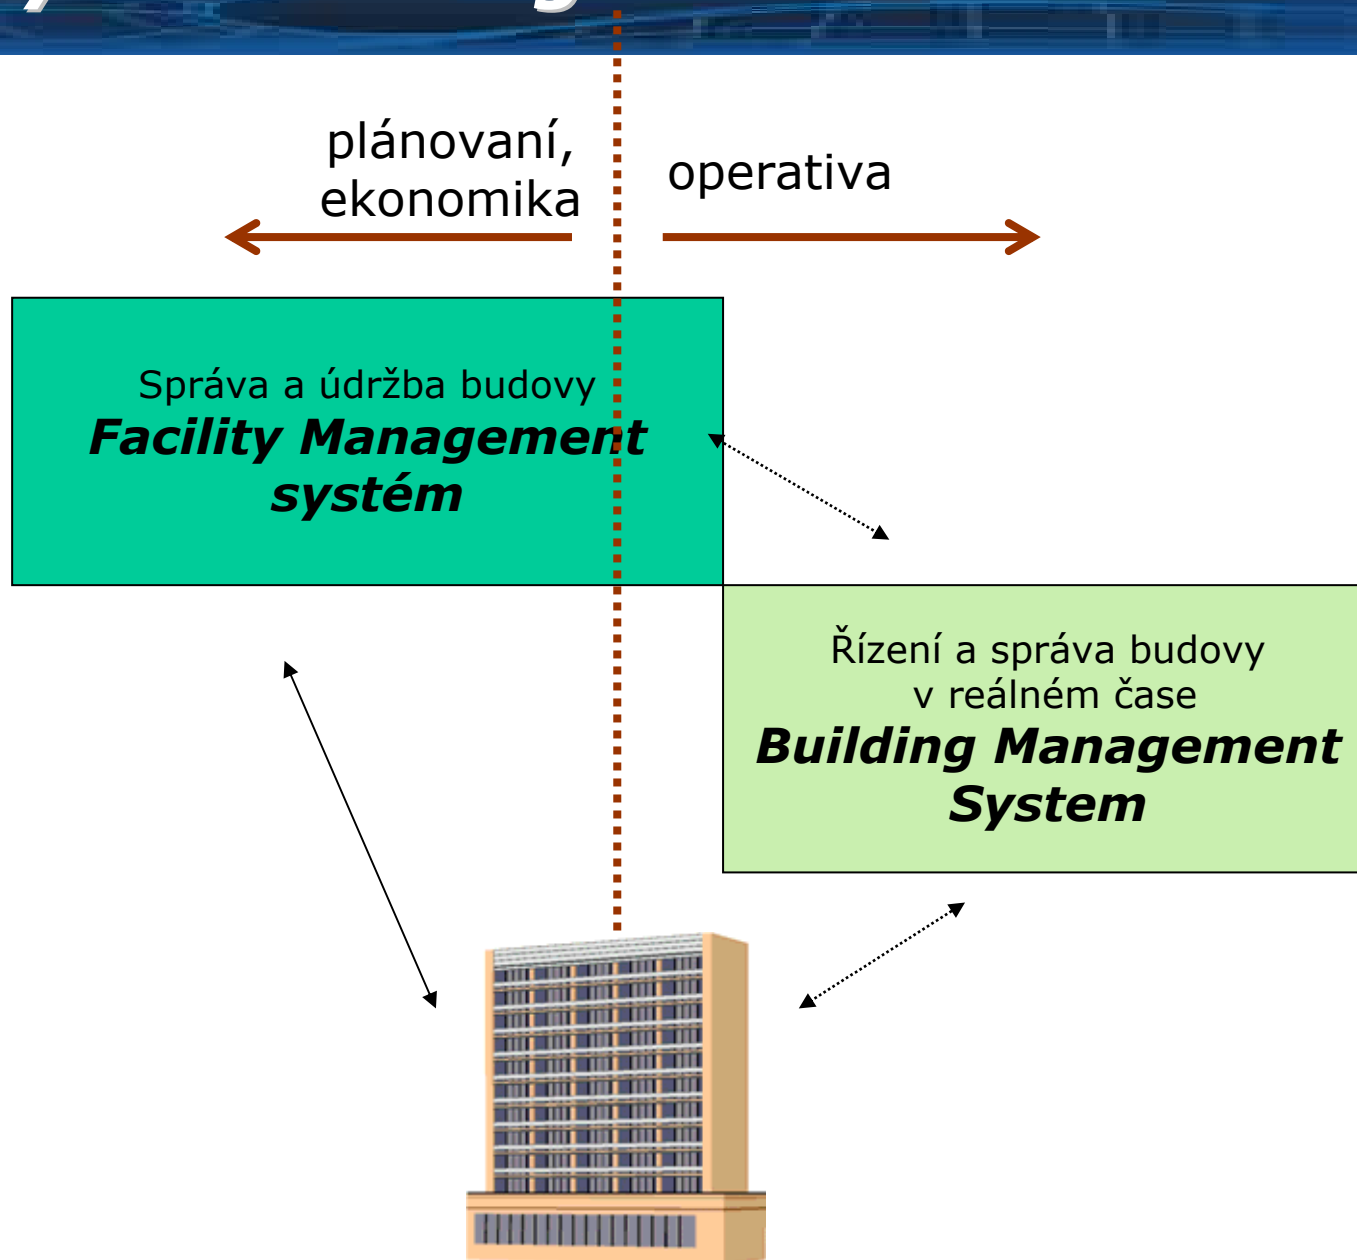 plánovaní,
ekonomika
operativa
Správa a údržba budovy
Facility Management
systém
Řízení a správa budovy
v reálném čase
Building Management
System